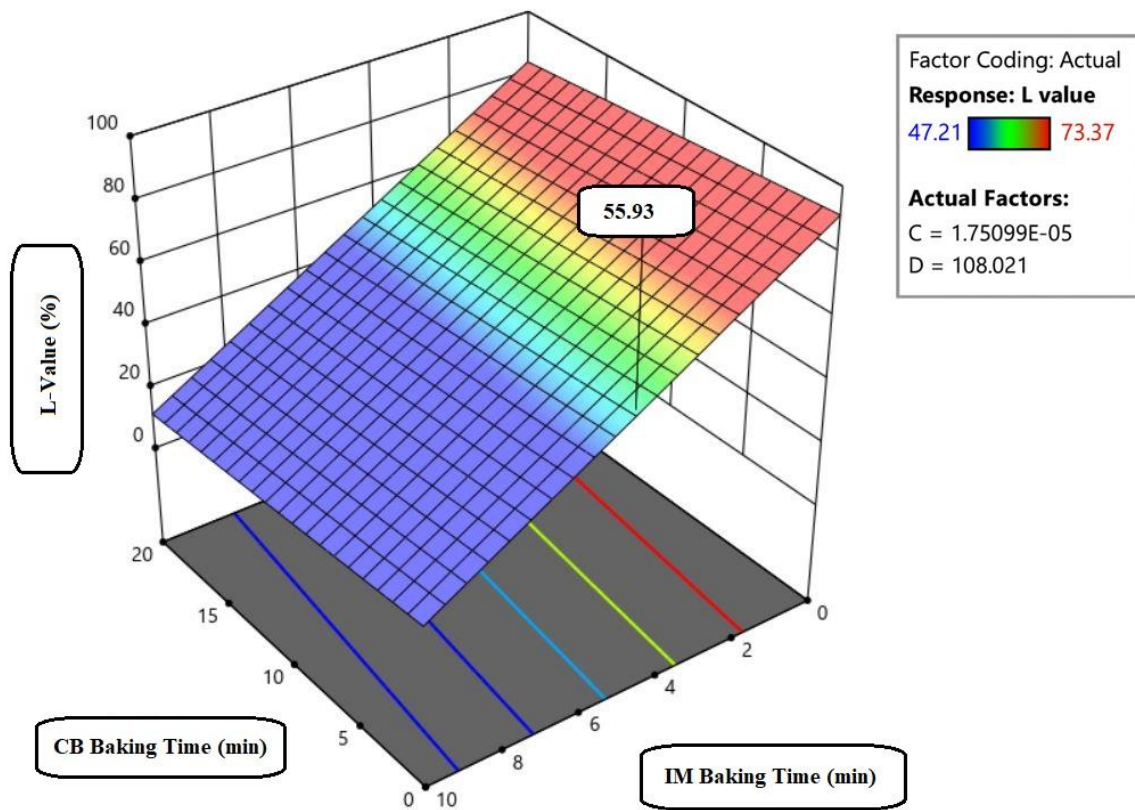 100
80
60
40
20
0
L-Value (%)
55.93
Factor Coding: Actual
Response: L value
47.21 73.37
Actual Factors:
C = 1.75099E-05
D = 108.021
20
15
10
5
0
CB Baking Time (min)
10
8
6
4
2
0
IM Baking Time (min)